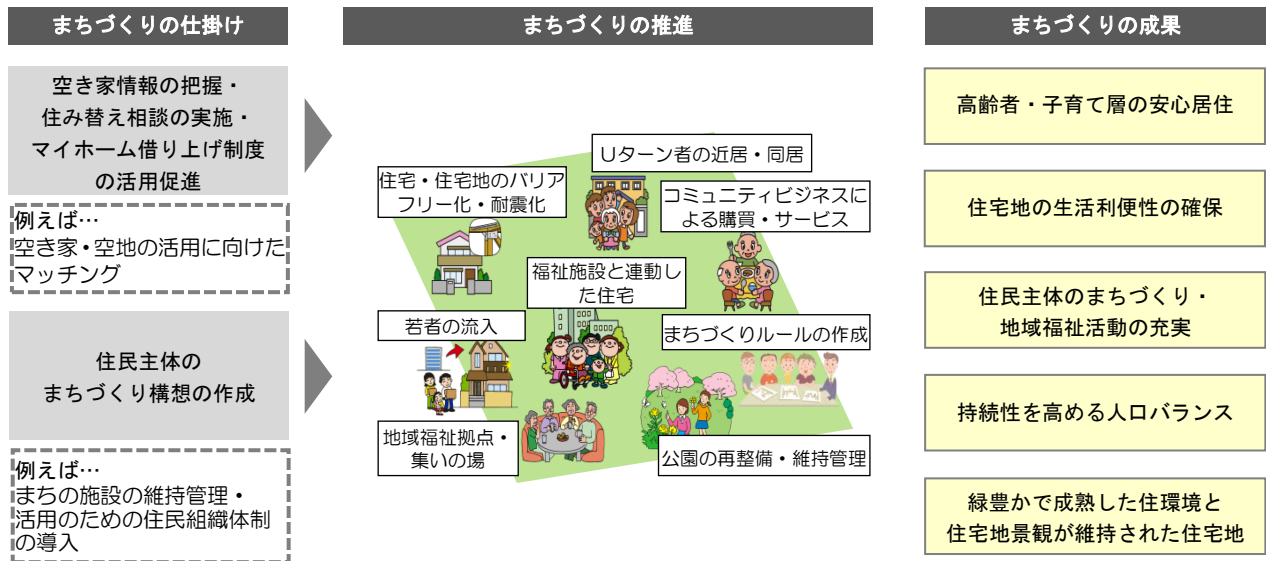 まちづくりの仕掛け
空き家情報の把握・
住み替え相談の実施・
マイホーム借り上げ制度
の活用促進
例えば…
空き家・空地の活用に向けた
マッチング
住民主体の
まちづくり構想の作成
例えば…
まちの施設の維持管理・
活用のための住民組織体制
の導入
まちづくりの推進
Uターン者の近居・同居
住宅・住宅地のバリア
フリー化・耐震化
コミュニティビジネスに
よる購買・サービス
福祉施設と連動し
た住宅
若者の流入
まちづくりルールの作成
地域福祉拠点・
集いの場
公園の再整備・維持管理
まちづくりの成果
高齢者・子育て層の安心居住
住宅地の生活利便性の確保
住民主体のまちづくり・
地域福祉活動の充実
持続性を高める人口バランス
緑豊かで成熟した住環境と
住宅地景観が維持された住宅地